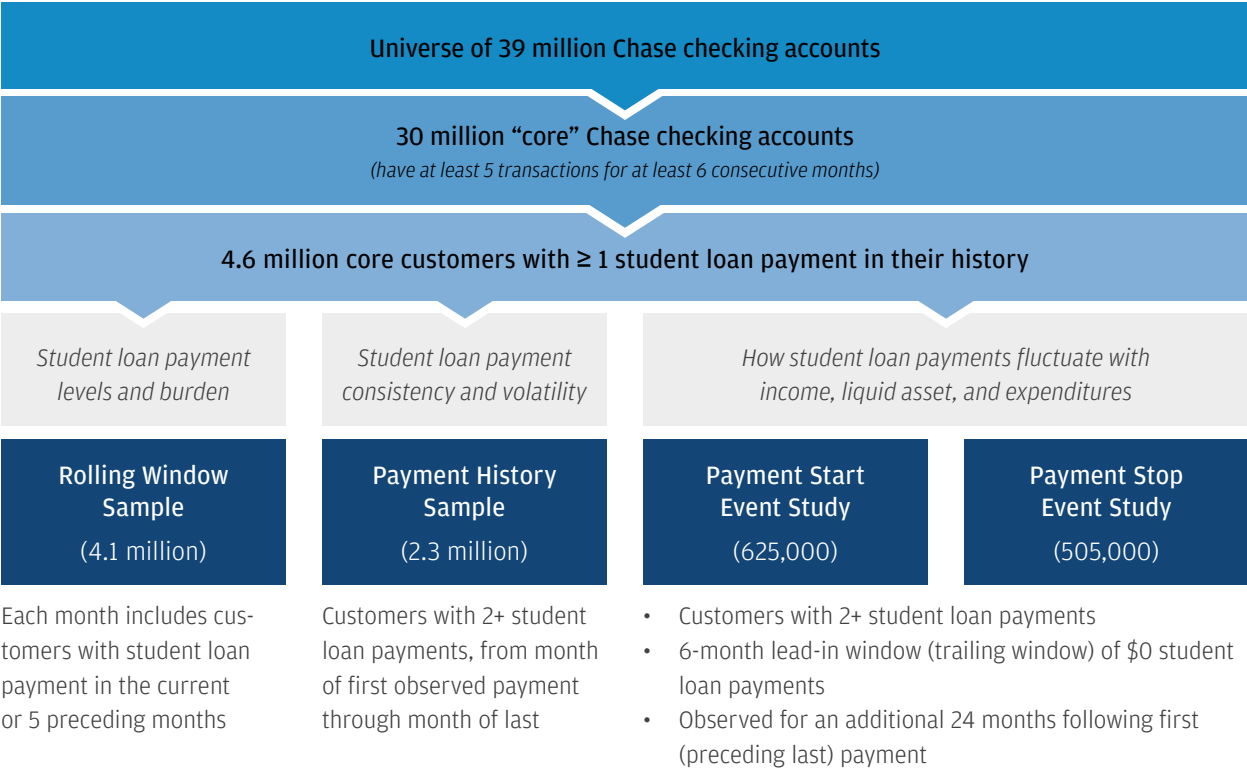 Universe of 39 million Chase checking accounts
30 million “core” Chase checking accounts
(have at least 5 transactions for at least 6 consecutive months)
4.6 million core customers with ≥ 1 student loan payment in their history
Student loan payment
levels and burden
Student loan payment
consistency and volatility
How student loan payments fluctuate with
income, liquid asset, and expenditures
Rolling Window
Sample
(4.1 million)
Payment History
Sample
(2.3 million)
Payment Start
Event Study
(625,000)
Payment Stop
Event Study
(505,000)
Each month includes cus-
tomers with student loan
payment in the current
or 5 preceding months
Customers with 2+ student
loan payments, from month
of first observed payment
through month of last
• Customers with 2+ student loan payments
• 6-month lead-in window (trailing window) of $0 student
loan payments
• Observed for an additional 24 months following first
(preceding last) payment